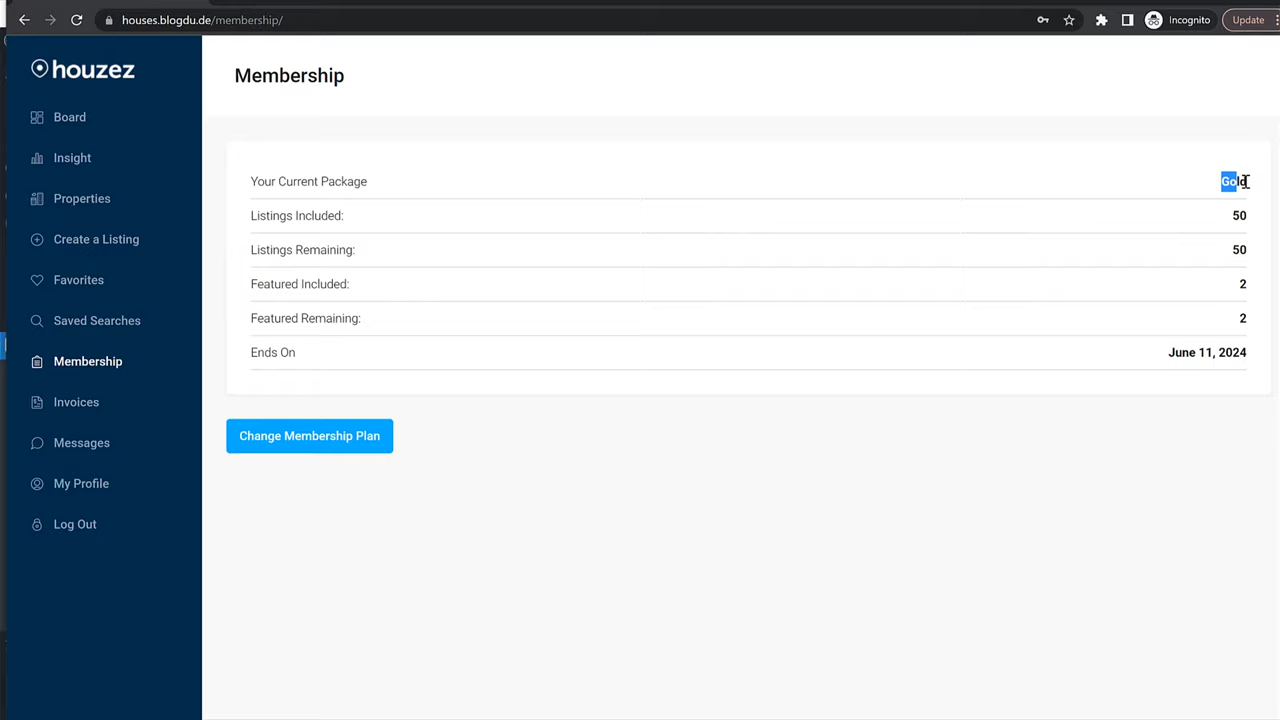 houses.blogdu.de/membership/
Incognito
Update
houzez
Membership
Board
Insight
Properties
Create a Listing
Favorites
Saved Searches
Membership
Invoices
Messages
My Profile
Log Out
Your Current Package Gold
Listings Included: 50
Listings Remaining: 50
Featured Included: 2
Featured Remaining: 2
Ends On June 11, 2024
Change Membership Plan